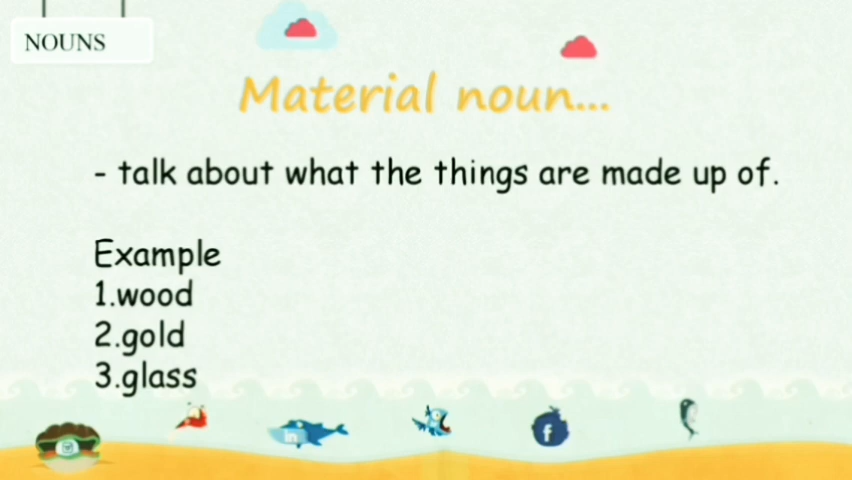 NOUNS
Material noun...
- talk about what the things are made up of.
Example
1.wood
2.gold
3.glass
in
f